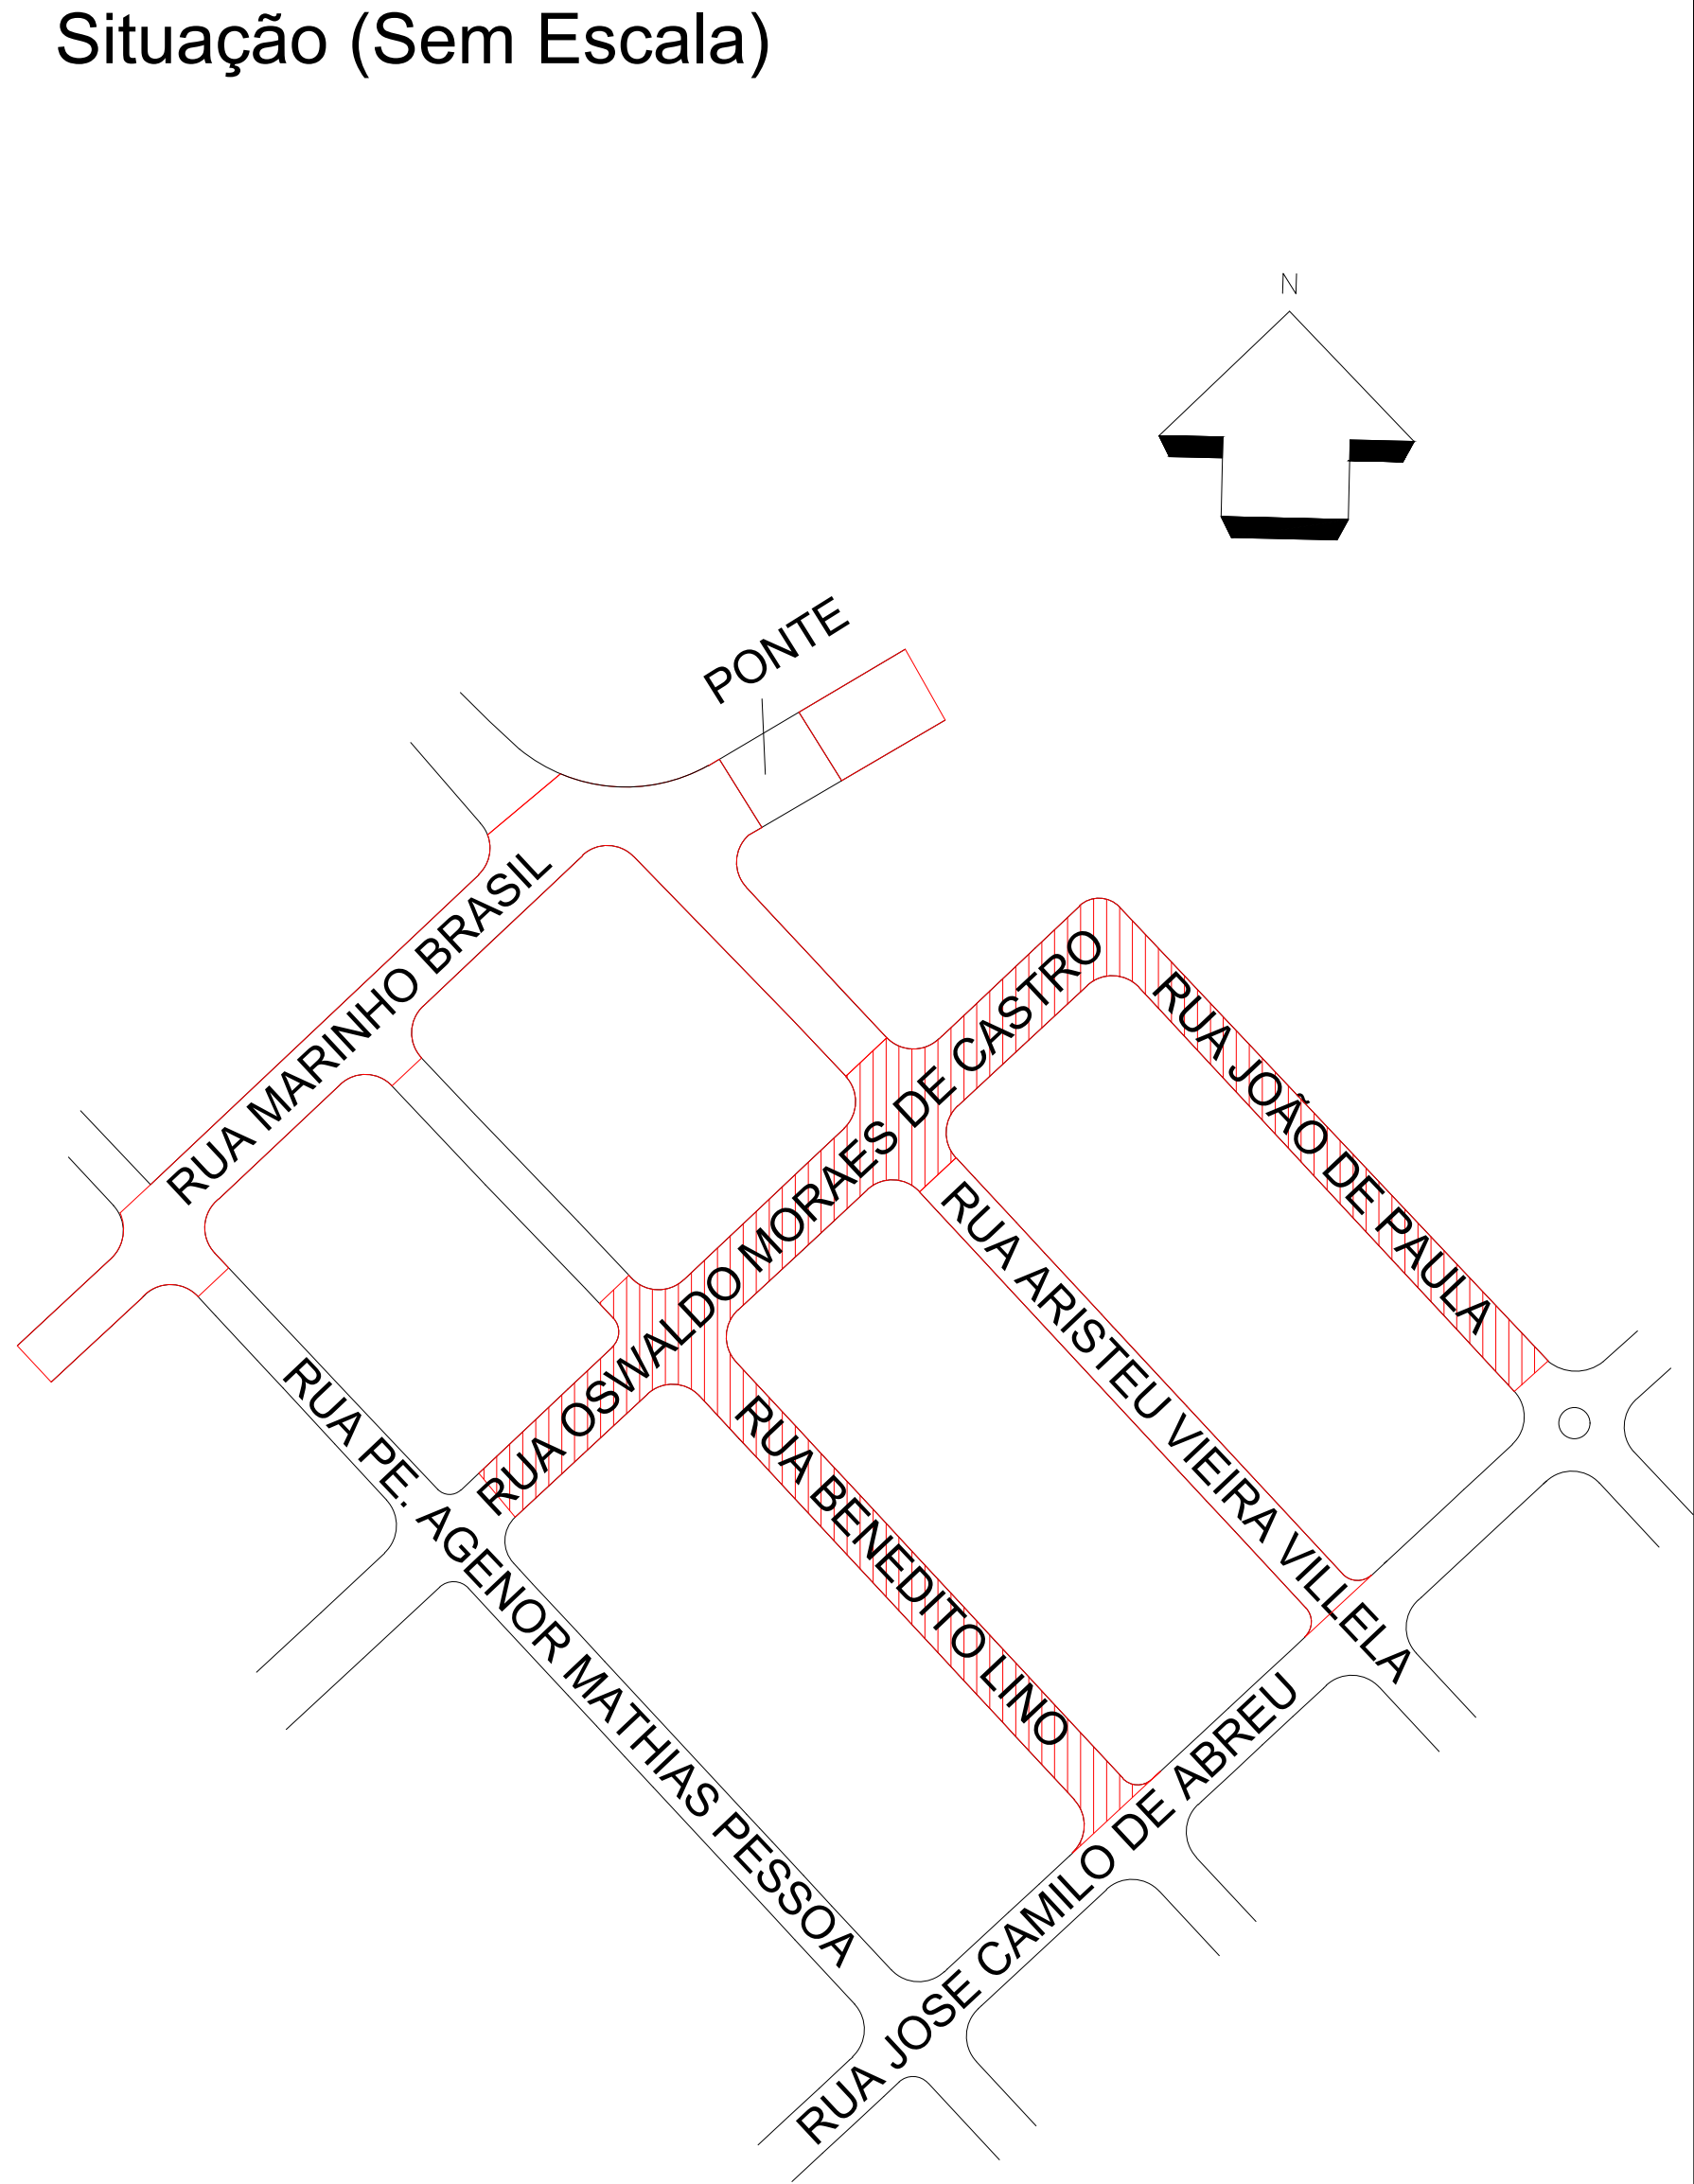 Situação (Sem Escala)
N
PONTE
RUA MARINHO BRASIL
RUA OSWALDO MORAES DE CASTRO
RUA JOAÕ DE PAULA
RUA ARISTEU VIEIRA VILLELA
RUA PE. AGENOR MATHIAS PESSOA
RUA BENEDITO LINO
RUA JOSE CAMILO DE ABREU